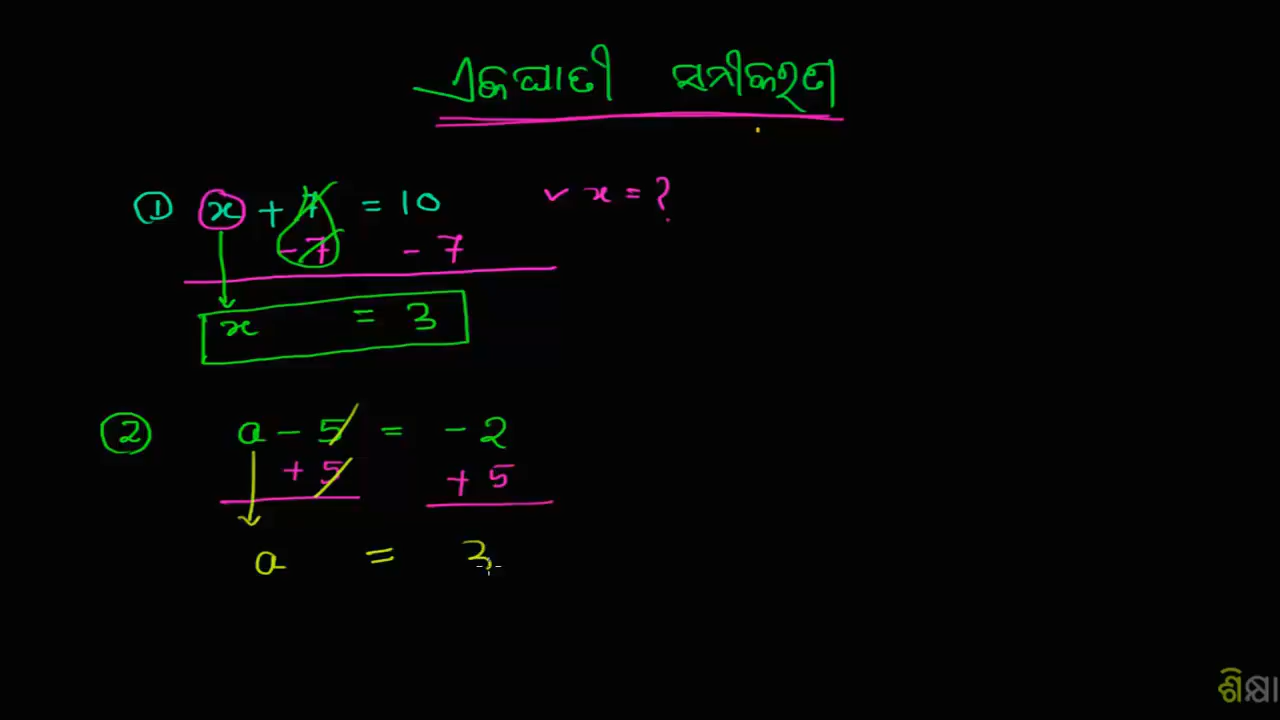 ଏକଘାତୀ ସମୀକରଣ
① x + 7 = 10 ✓ x = ?
- 7 - 7
x = 3
② a - 5 = - 2
+ 5 + 5
a = 3
ଶିକ୍ଷା